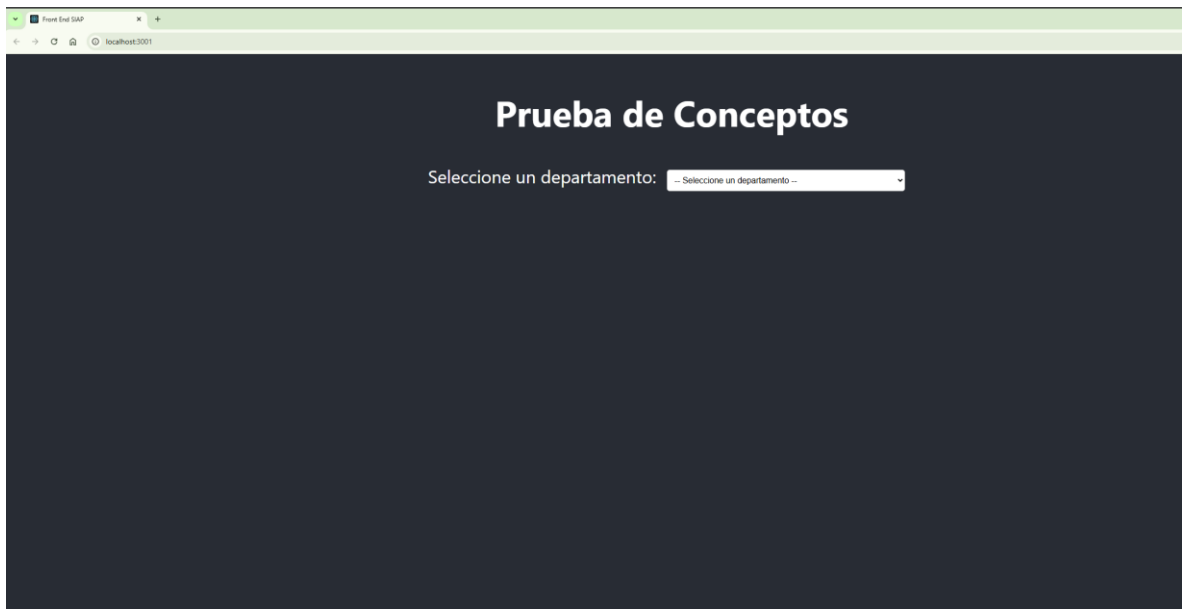 Front End SIAP
localhost:3001
Prueba de Conceptos
Seleccione un departamento: -- Seleccione un departamento --